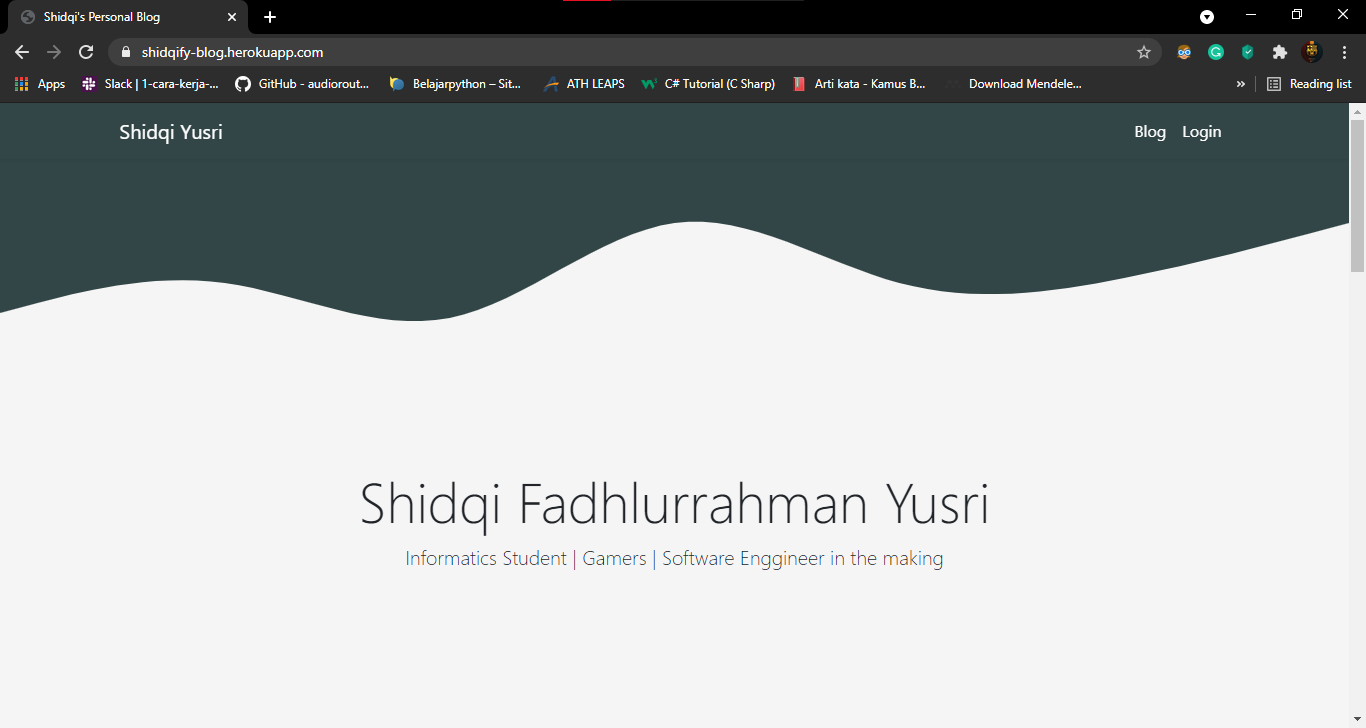 Shidqi's Personal Blog
shidqify-blog.herokuapp.com
Apps Slack | 1-cara-kerja-... GitHub - audiorout... Belajarpython – Sit... ATH LEAPS C# Tutorial (C Sharp) Arti kata - Kamus B... Download Mendele... » Reading list
Shidqi Yusri Blog Login
Shidqi Fadhlurrahman Yusri
Informatics Student | Gamers | Software Enggineer in the making